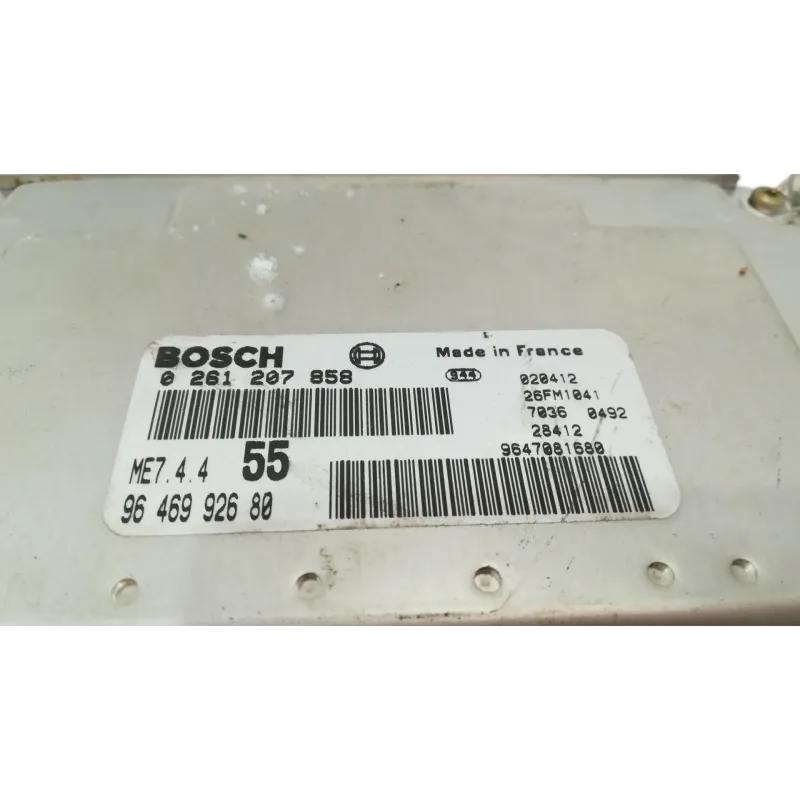 BOSCH Made in France
0 261 207 858 944 020412
26FM1041
7036 0492
28412
9647081680
ME7.4.4 55
96 469 926 80